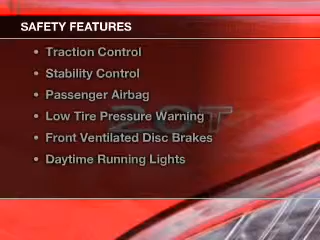 SAFETY FEATURES
• Traction Control
• Stability Control
• Passenger Airbag
• Low Tire Pressure Warning
• Front Ventilated Disc Brakes
• Daytime Running Lights
2.0T